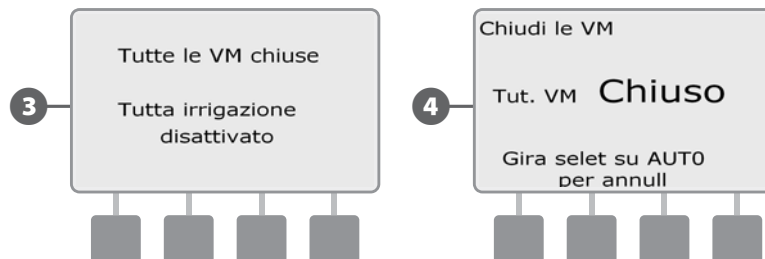 3
Tutte le VM chiuse
Tutta irrigazione
disattivato
4
Chiudi le VM
Tut. VM Chiuso
Gira selet su AUT0
per annull